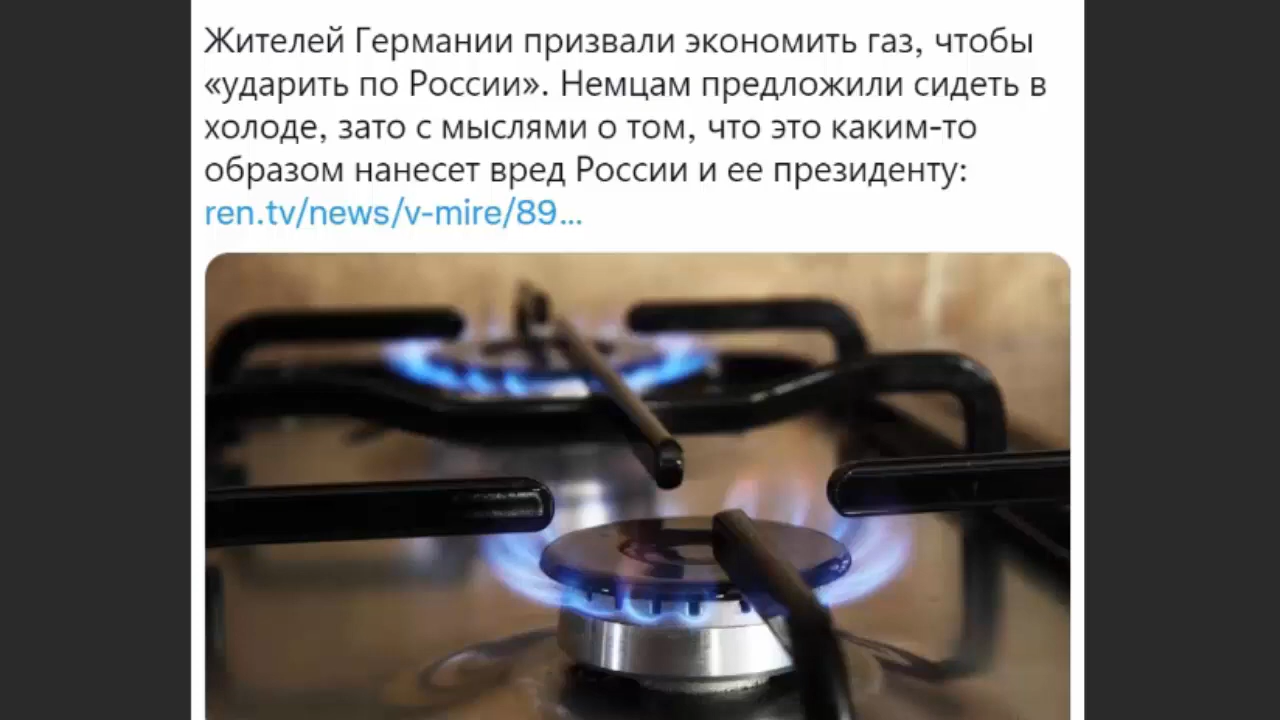 Жителей Германии призвали экономить газ, чтобы
«ударить по России». Немцам предложили сидеть в
холоде, зато с мыслями о том, что это каким-то
образом нанесет вред России и ее президенту:
ren.tv/news/v-mire/89...